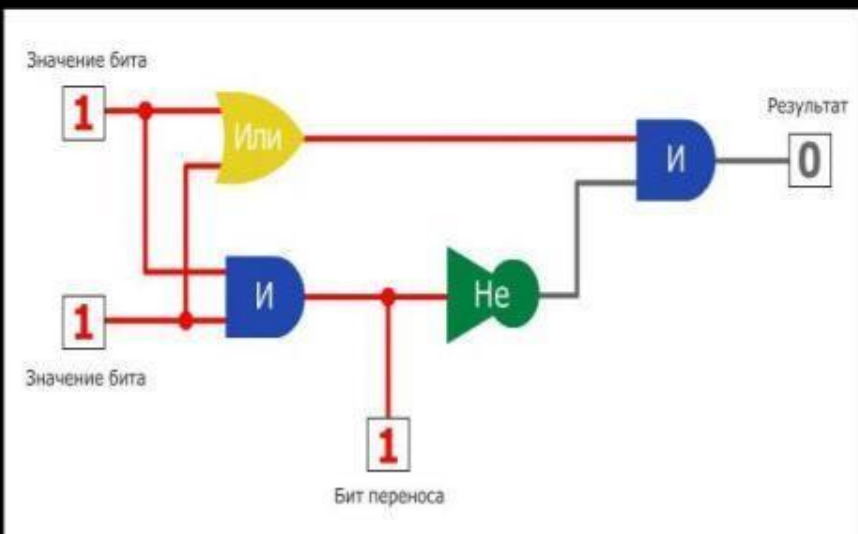 Значение бита
1
Или
И
Результат
0
И
Не
1
Значение бита
1
Бит переноса